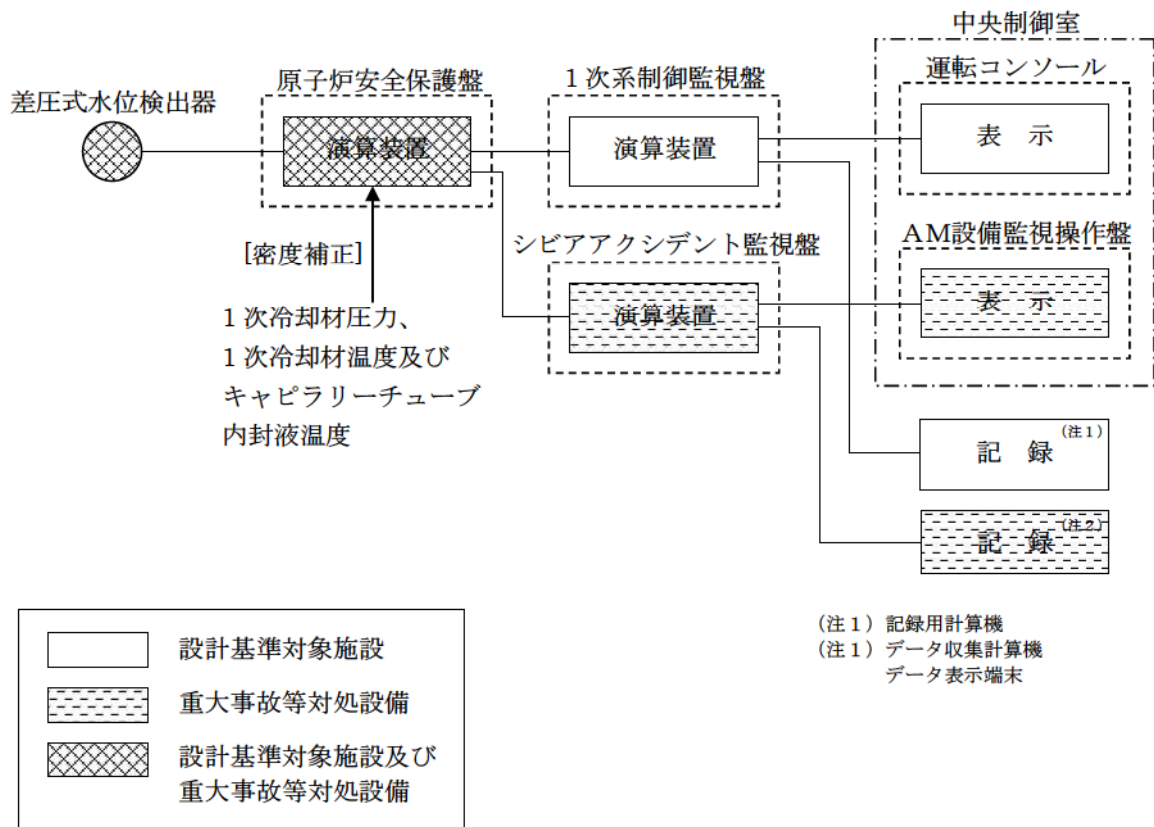 中央制御室
差圧式水位検出器
原子炉安全保護盤
演算装置
１次系制御監視盤
演算装置
運転コンソール
表　示
[密度補正]
１次冷却材圧力、
１次冷却材温度及び
キャピラリーチューブ
内封液温度
シビアアクシデント監視盤
演算装置
ＡＭ設備監視操作盤
表　示
記　録（注１）
記　録（注２）
（注１）記録用計算機
（注１）データ収集計算機
データ表示端末
設計基準対象施設
重大事故等対処設備
設計基準対象施設及び
重大事故等対処設備